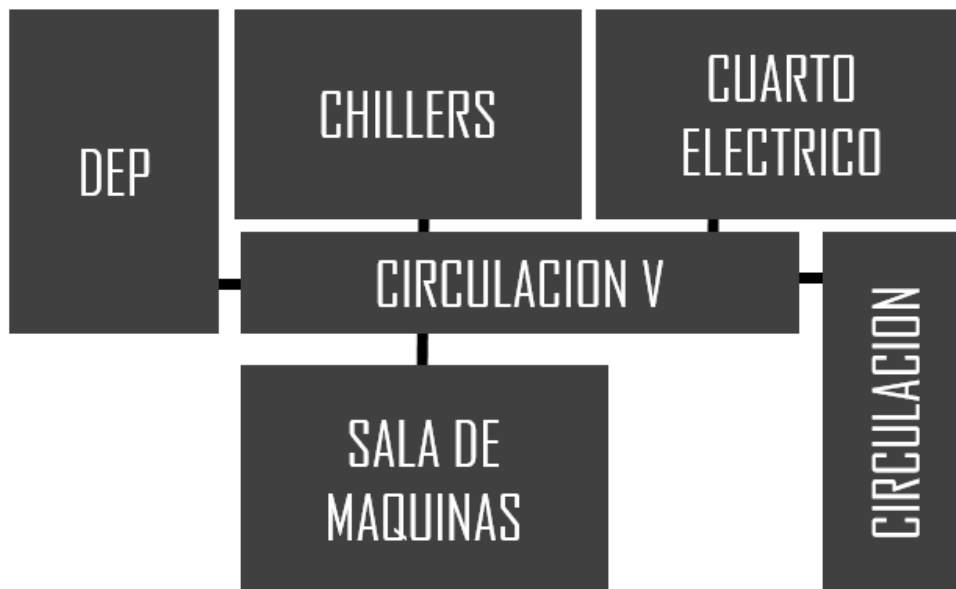 DEP
CHILLERS
CUARTO
ELECTRICO
CIRCULACION V
SALA DE
MAQUINAS
CIRCULACION